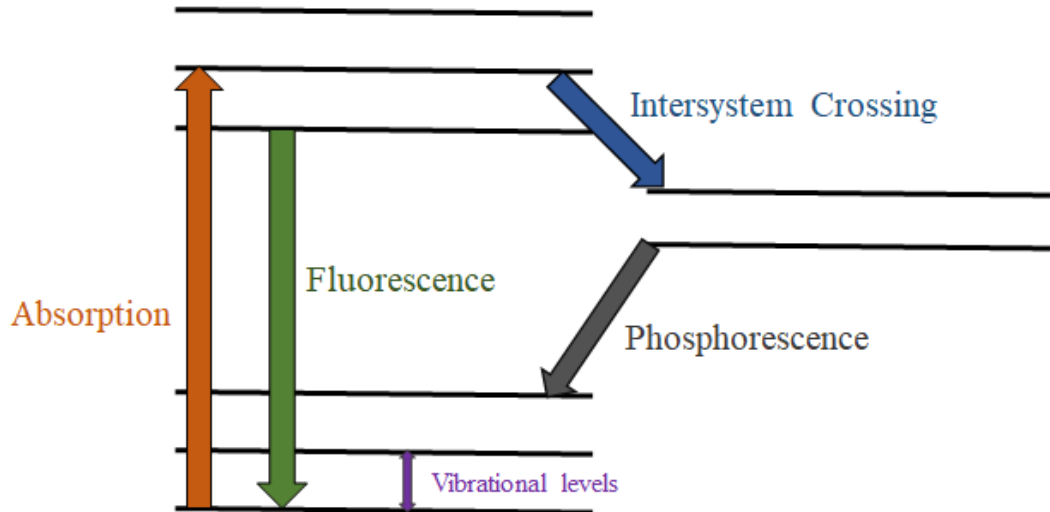 Intersystem Crossing
Fluorescence
Absorption
Phosphorescence
Vibrational levels